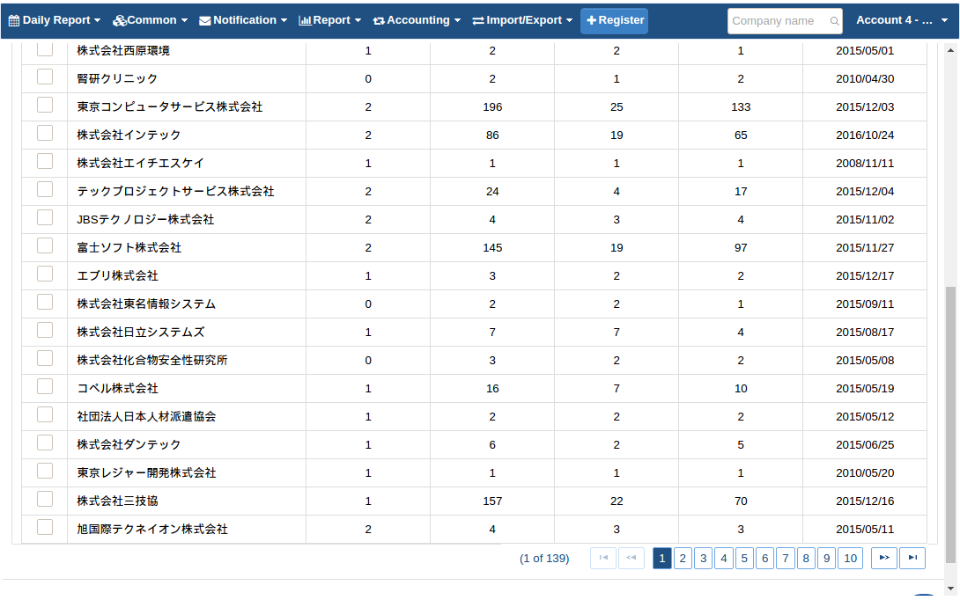 Daily Report Common Notification Report Accounting Import/Export Register Company name Account 4 - ...
株式会社西原環境 1 2 2 1 2015/05/01
腎研クリニック 0 2 1 2 2010/04/30
東京コンピュータサービス株式会社 2 196 25 133 2015/12/03
株式会社インテック 2 86 19 65 2016/10/24
株式会社エイチエスケイ 1 1 1 1 2008/11/11
テックプロジェクトサービス株式会社 2 24 4 17 2015/12/04
JBSテクノロジー株式会社 2 4 3 4 2015/11/02
富士ソフト株式会社 2 145 19 97 2015/11/27
エブリ株式会社 1 3 2 2 2015/12/17
株式会社東名情報システム 0 2 2 1 2015/09/11
株式会社日立システムズ 1 7 7 4 2015/08/17
株式会社化合物安全性研究所 0 3 2 2 2015/05/08
コベル株式会社 1 16 7 10 2015/05/19
社団法人日本人材派遣協会 1 2 2 2 2015/05/12
株式会社ダンテック 1 6 2 5 2015/06/25
東京レジャー開発株式会社 1 1 1 1 2010/05/20
株式会社三技協 1 157 22 70 2015/12/16
旭国際テクネイオン株式会社 2 4 3 3 2015/05/11
(1 of 139) 1 2 3 4 5 6 7 8 9 10